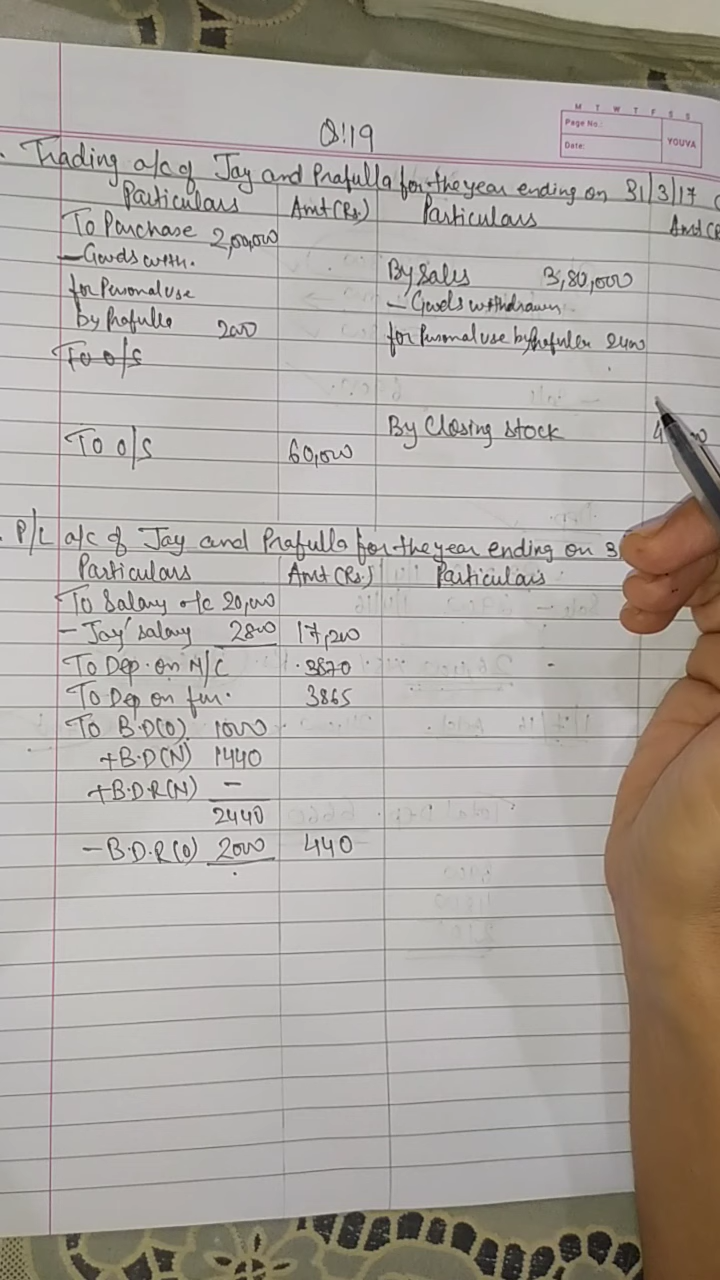 M T W T F S S
Page No.:
Date:
YOUVA
Q:19
Trading a/c of Jay and Prafulla for the year ending on 31/3/17
Particulars Amt(Rs.) Particulars
To Purchase 2,00,000
- Goods with. By Sales 3,80,000
for Personal Use - Goods withdrawn
by Prafulla 2000 for Personal use by Prafulla 2400
To O/S
By Closing stock
To O/S 60,000
P/L a/c of Jay and Prafulla for the year ending on 3
Particulars Amt(Rs.) Particulars
To Salary a/c 20,000
- Jay' salary 2800 17,200
To Dep. on M/C 3870
To Dep on fur. 3865
To B.D(O) 1000
+B.D(N) 1440
+B.D.R(N) -
2440
- B.D.R(O) 2000 440